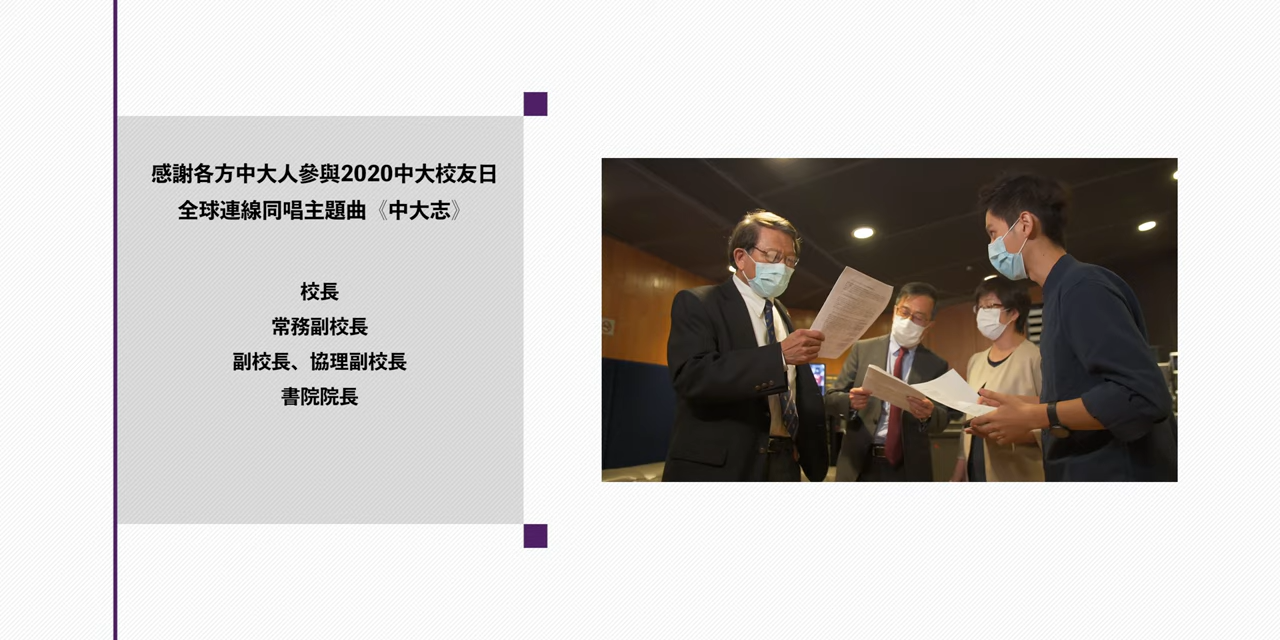 感謝各方中大人參與2020中大校友日
全球連線同唱主題曲《中大志》
校長
常務副校長
副校長、協理副校長
書院院長